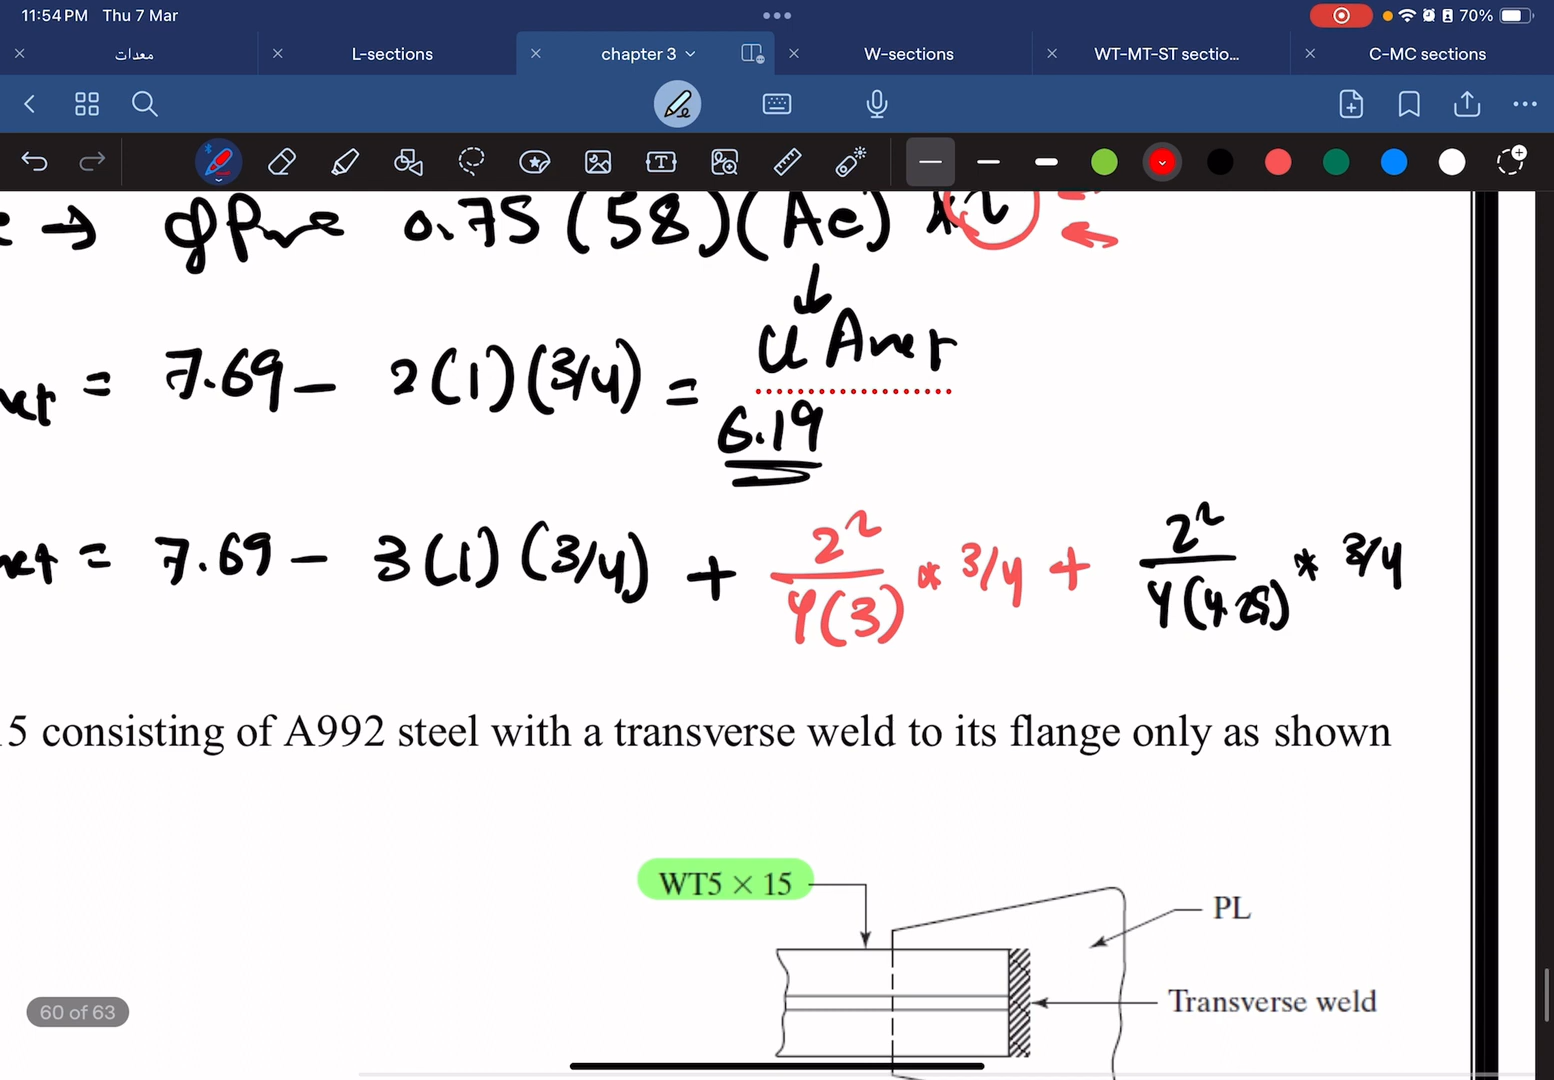 11:54 PM Thu 7 Mar
70%
معدات
L-sections
chapter 3
W-sections
WT-MT-ST sectio...
C-MC sections
→ 0.75 (58) (Ae) * 2
↓
U Anet
= 7.69 - 2(1)(3/4) =
6.19
net = 7.69 - 3(1)(3/4) + 2²/4(3) * 3/4 + 2²/4(4.25) * 3/4
5 consisting of A992 steel with a transverse weld to its flange only as shown
WT5 × 15
PL
Transverse weld
60 of 63